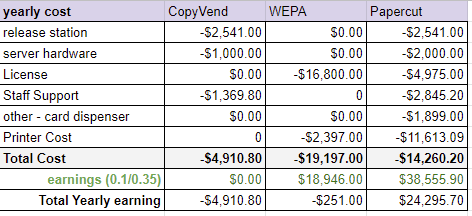 yearly cost CopyVend WEPA Papercut
release station -$2,541.00 $0.00 -$2,541.00
server hardware -$1,000.00 $0.00 -$2,000.00
License $0.00 -$16,800.00 -$4,975.00
Staff Support -$1,369.80 0 -$2,845.20
other - card dispenser $0.00 $0.00 -$1,899.00
Printer Cost 0 -$2,397.00 -$11,613.09
Total Cost -$4,910.80 -$19,197.00 -$14,260.20
earnings (0.1/0.35) $0.00 $18,946.00 $38,555.90
Total Yearly earning -$4,910.80 -$251.00 $24,295.70